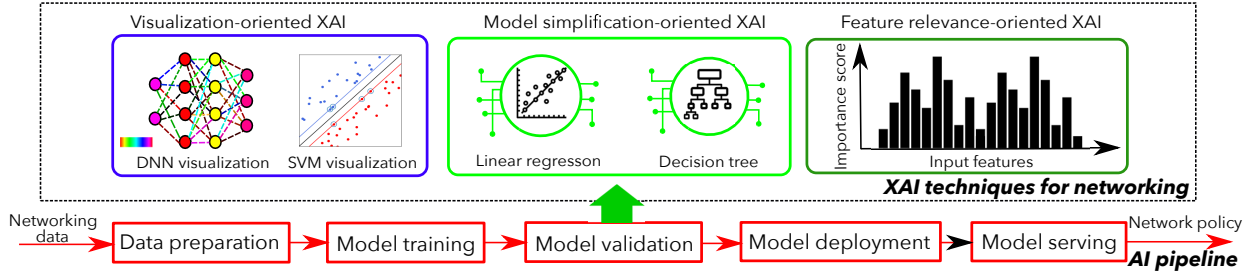 Visualization-oriented XAI
Model simplification-oriented XAI
Feature relevance-oriented XAI
DNN visualization
SVM visualization
Linear regresson
Decision tree
Importance score
Input features
XAI techniques for networking
Networking
data
Data preparation
Model training
Model validation
Model deployment
Model serving
Network policy
AI pipeline